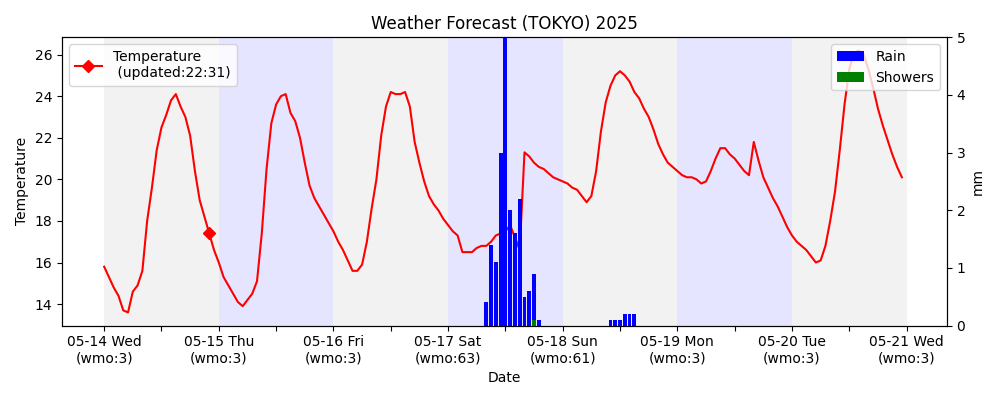 Weather Forecast (TOKYO) 2025
Temperature
(updated:22:31)
Rain
Showers
26
24
22
20
18
16
14
Temperature
5
4
3
2
1
0
mm
05-14 Wed
(wmo:3)
05-15 Thu
(wmo:3)
05-16 Fri
(wmo:3)
05-17 Sat
(wmo:63)
05-18 Sun
(wmo:61)
05-19 Mon
(wmo:3)
05-20 Tue
(wmo:3)
05-21 Wed
(wmo:3)
Date